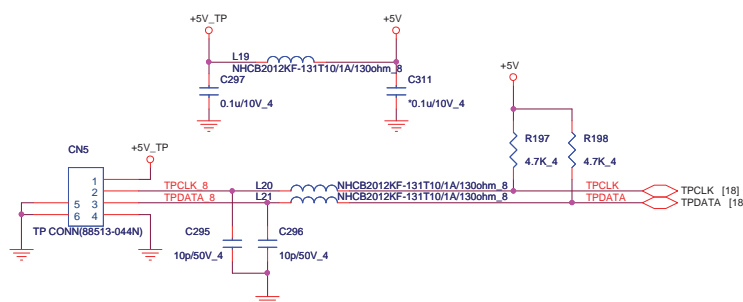 +5V_TP
+5V
L19
NHCB2012KF-131T10/1A/130ohm_8
C297
C311
0.1u/10V_4
*0.1u/10V_4
+5V
R197
R198
4.7K_4
4.7K_4
CN5
+5V_TP
1
2
3
4
5
6
TP CONN(88513-044N)
TPCLK_8
L20
NHCB2012KF-131T10/1A/130ohm_8
TPCLK
TPCLK [18]
TPDATA_8
L21
NHCB2012KF-131T10/1A/130ohm_8
TPDATA
TPDATA [18
C295
C296
10p/50V_4
10p/50V_4